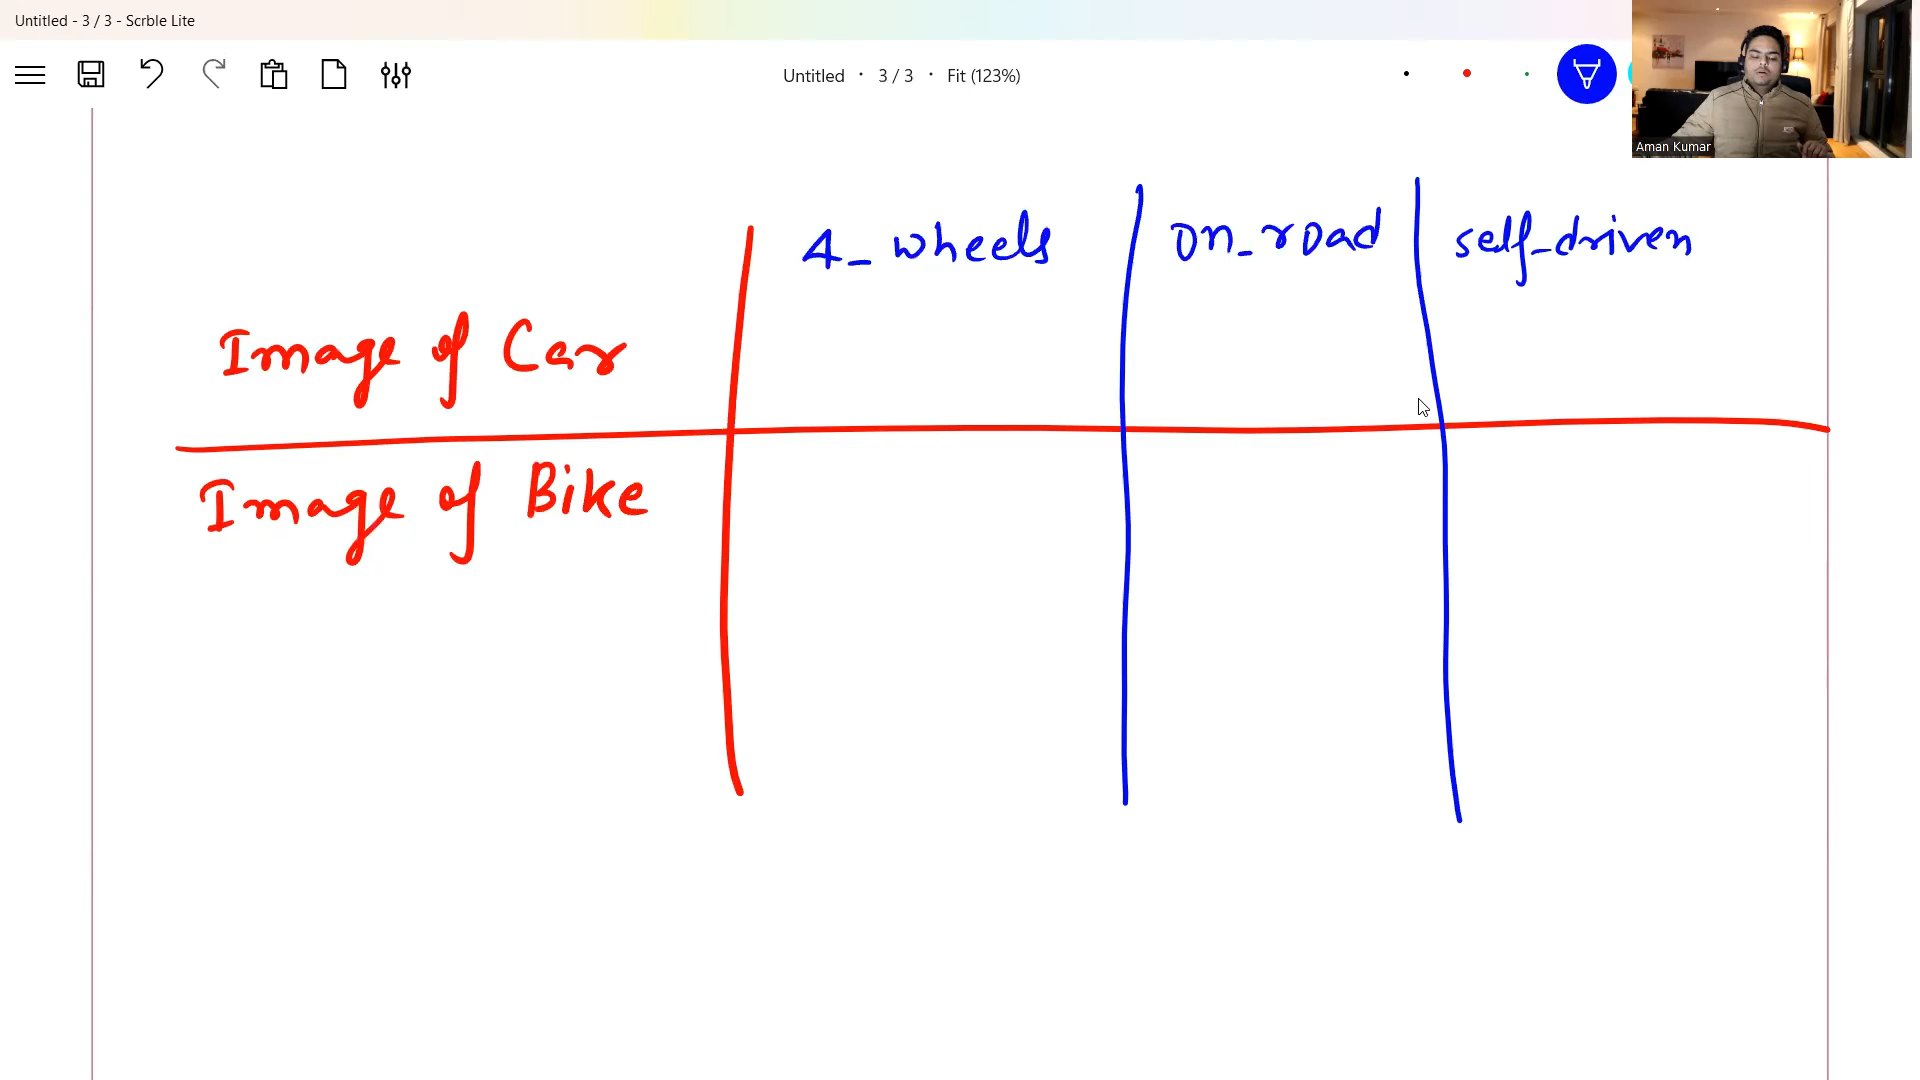 Untitled - 3 / 3 - Scrble Lite
Untitled · 3 / 3 · Fit (123%)
Aman Kumar
4_wheels on_road self_driven
Image of Car
Image of Bike